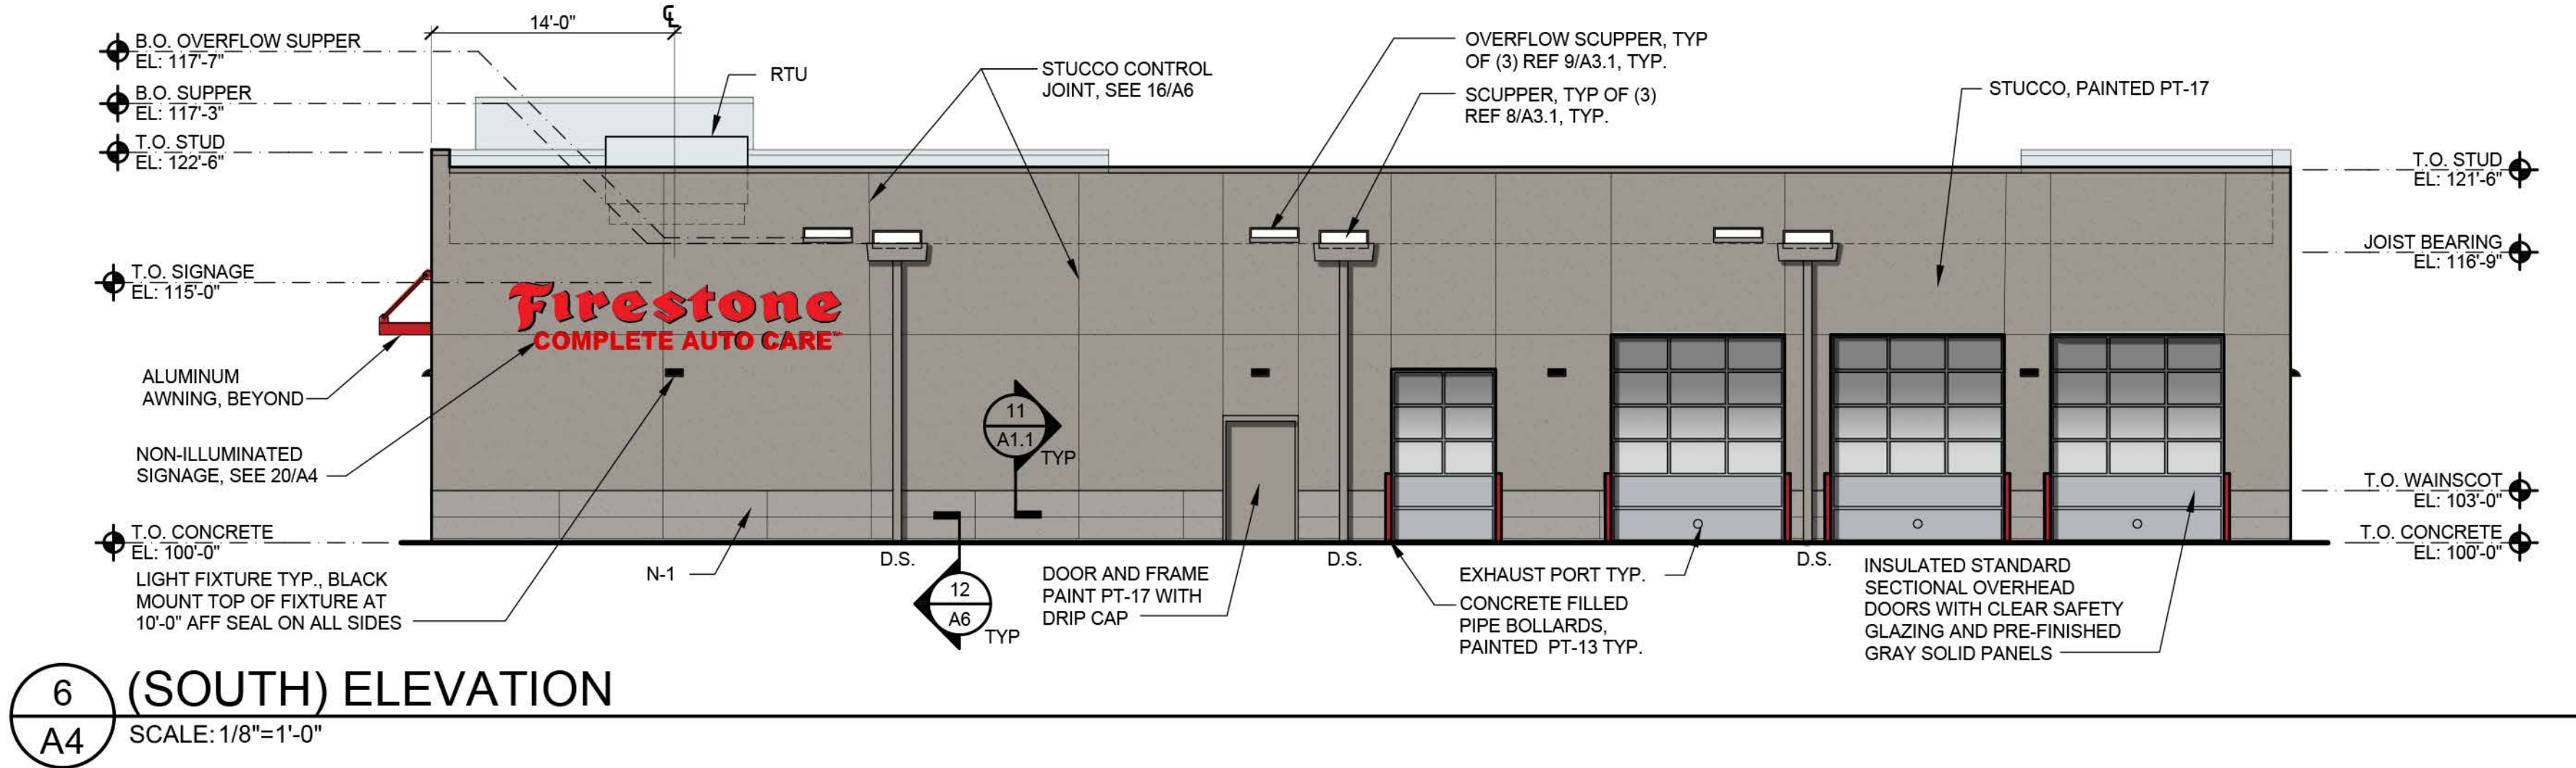 14'-0"
℄
B.O. OVERFLOW SUPPER
EL: 117'-7"
B.O. SUPPER
EL: 117'-3"
T.O. STUD
EL: 122'-6"
T.O. SIGNAGE
EL: 115'-0"
ALUMINUM
AWNING, BEYOND
NON-ILLUMINATED
SIGNAGE, SEE 20/A4
T.O. CONCRETE
EL: 100'-0"
LIGHT FIXTURE TYP., BLACK
MOUNT TOP OF FIXTURE AT
10'-0" AFF SEAL ON ALL SIDES
RTU
STUCCO CONTROL
JOINT, SEE 16/A6
OVERFLOW SCUPPER, TYP
OF (3) REF 9/A3.1, TYP.
SCUPPER, TYP OF (3)
REF 8/A3.1, TYP.
STUCCO, PAINTED PT-17
T.O. STUD
EL: 121'-6"
JOIST BEARING
EL: 116'-9"
T.O. WAINSCOT
EL: 103'-0"
T.O. CONCRETE
EL: 100'-0"
Firestone
COMPLETE AUTO CARE™
11
A1.1
TYP
N-1
D.S.
12
A6
TYP
DOOR AND FRAME
PAINT PT-17 WITH
DRIP CAP
D.S.
EXHAUST PORT TYP.
CONCRETE FILLED
PIPE BOLLARDS,
PAINTED PT-13 TYP.
D.S.
INSULATED STANDARD
SECTIONAL OVERHEAD
DOORS WITH CLEAR SAFETY
GLAZING AND PRE-FINISHED
GRAY SOLID PANELS
6
A4
(SOUTH) ELEVATION
SCALE: 1/8"=1'-0"